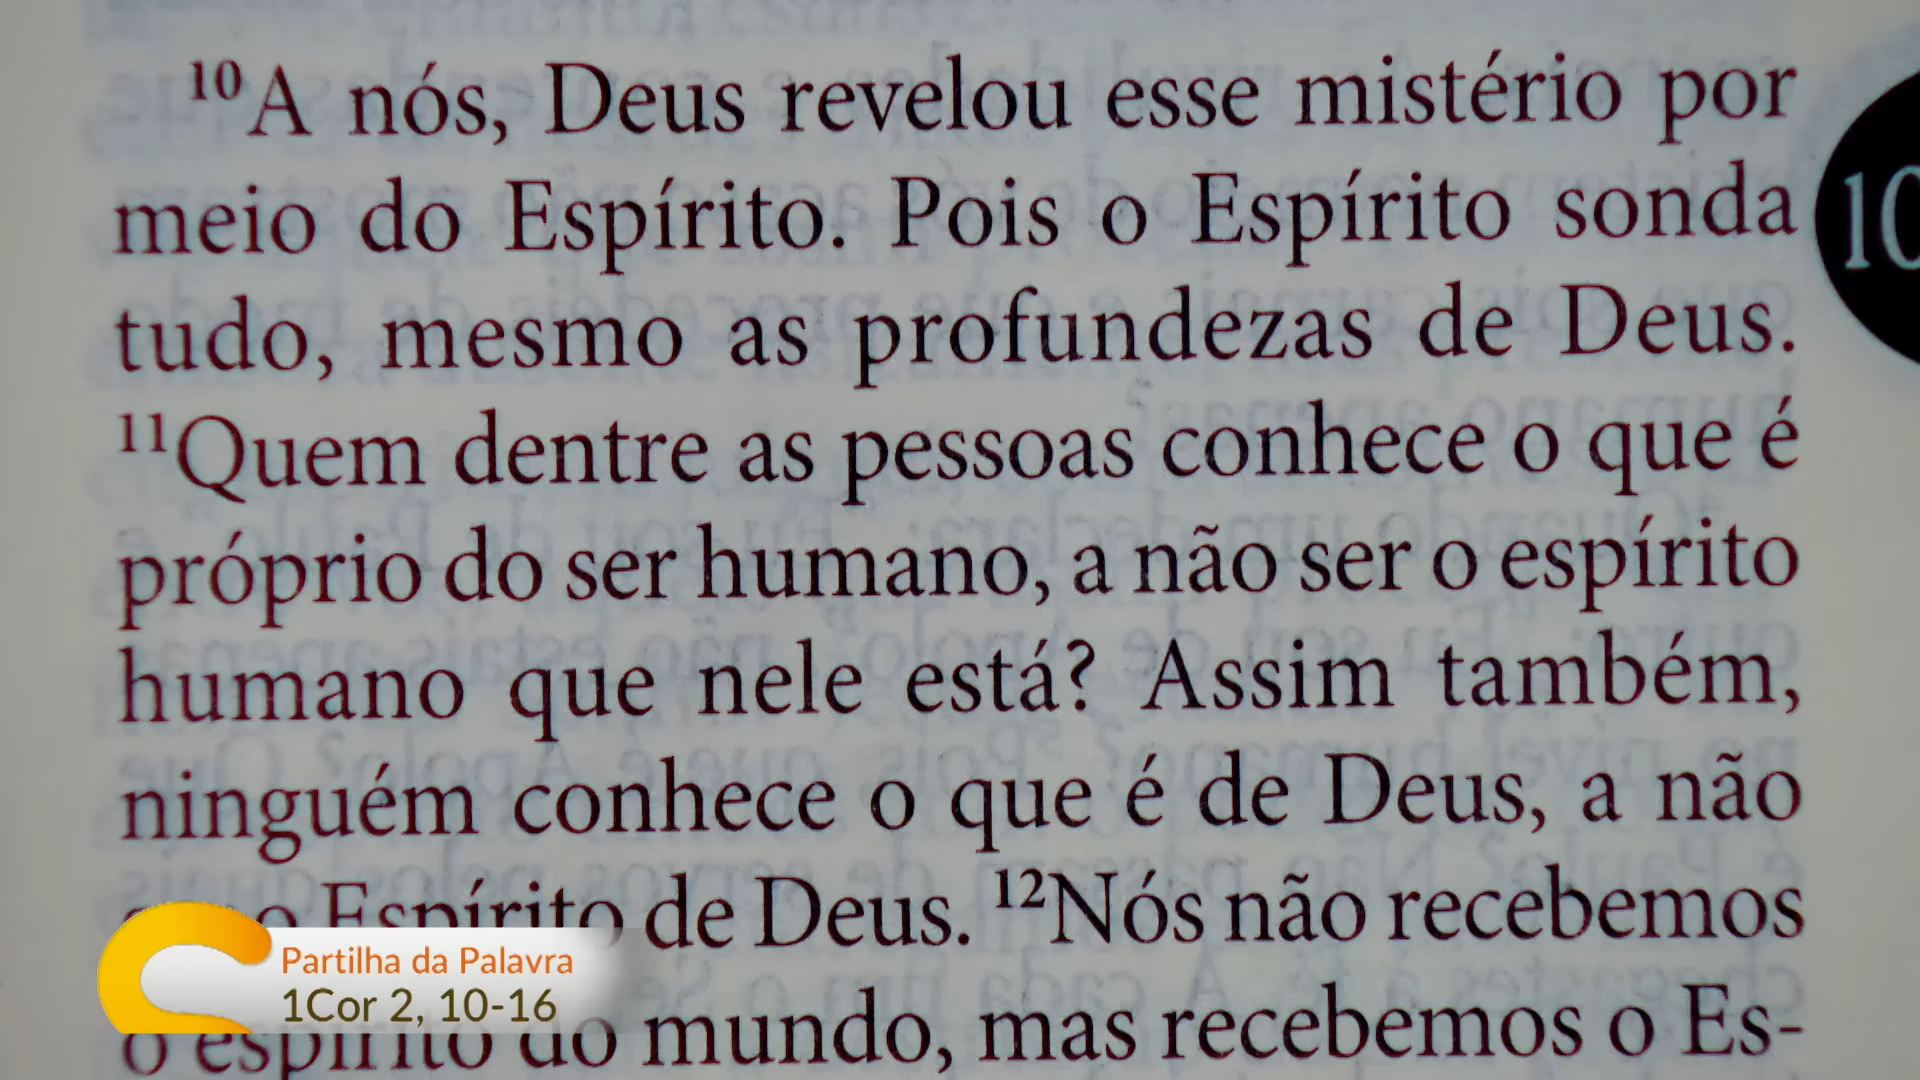 10A nós, Deus revelou esse mistério por
meio do Espírito. Pois o Espírito sonda
tudo, mesmo as profundezas de Deus.
11Quem dentre as pessoas conhece o que é
próprio do ser humano, a não ser o espírito
humano que nele está? Assim também,
ninguém conhece o que é de Deus, a não
o Espírito de Deus. 12Nós não recebemos
o espírito do mundo, mas recebemos o Es-
10
Partilha da Palavra
1Cor 2, 10-16